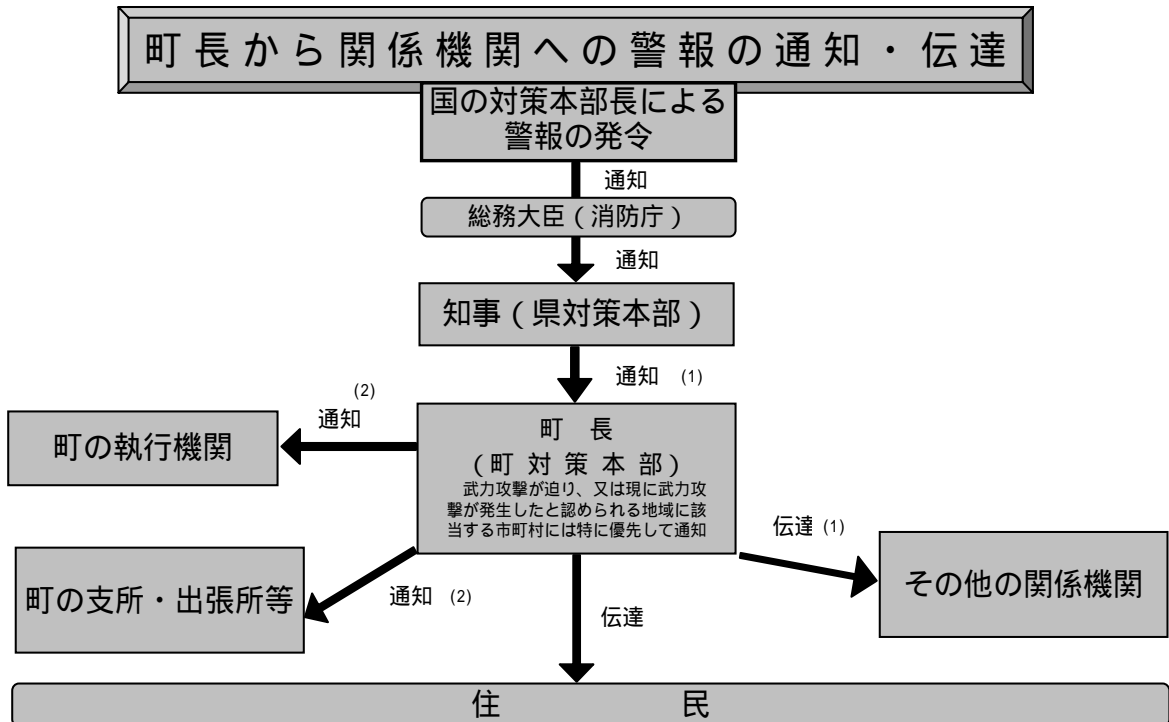 町長から関係機関への警報の通知・伝達
国の対策本部長による
警報の発令
通知
総務大臣(消防庁)
通知
知事(県対策本部)
通知 (1)
(2)
通知
町の執行機関
町 長
(町対策本部)
武力攻撃が迫り、又は現に武力攻
撃が発生したと認められる地域に該
当する市町村には特に優先して通知
伝達 (1)
その他の関係機関
町の支所・出張所等
通知 (2)
伝達
住 民